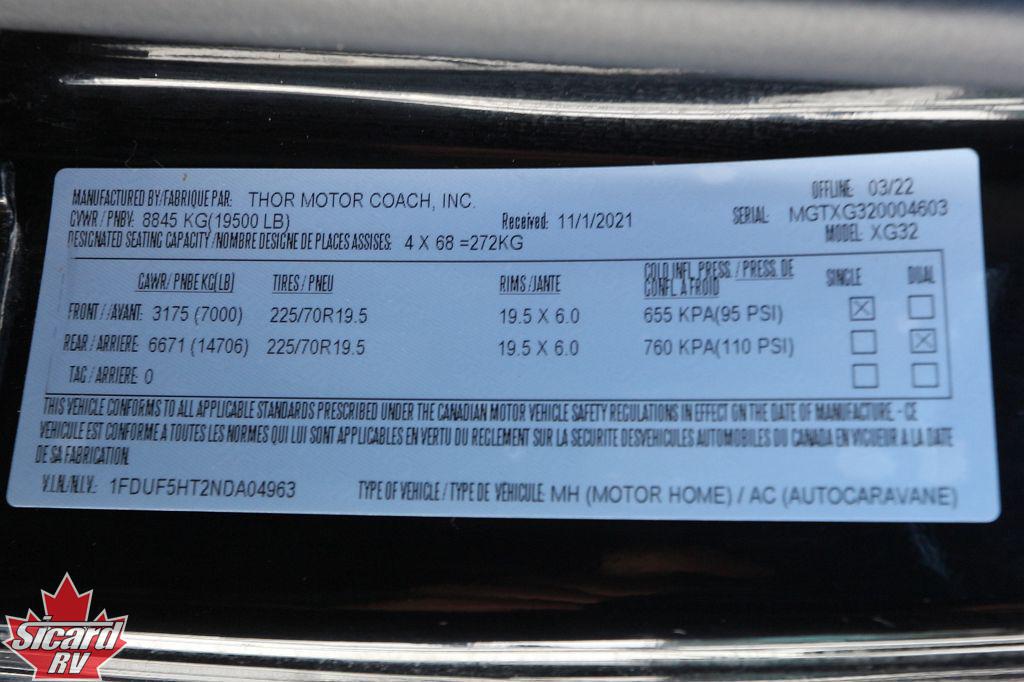 MANUFACTURED BY/FABRIQUE PAR: THOR MOTOR COACH, INC. OFFLINE: 03/22
GVWR / PNBV: 8845 KG(19500 LB) Received: 11/1/2021 SERIAL: MGTXG320004603
DESIGNATED SEATING CAPACITY /NOMBRE DESIGNE DE PLACES ASSISES: 4 X 68 =272KG MODEL: XG32
GAWR/ PNBE KG(LB) TIRES / PNEU RIMS /JANTE COLD INFL. PRESS. / PRESS. DE SINGLE DUAL
GONFL A FROID
FRONT / /AVANT: 3175 (7000) 225/70R19.5 19.5 X 6.0 655 KPA(95 PSI)
REAR / ARRIERE: 6671 (14706) 225/70R19.5 19.5 X 6.0 760 KPA(110 PSI)
TAG / ARRIERE: 0
THIS VEHICLE CONFORMS TO ALL APPLICABLE STANDARDS PRESCRIBED UNDER THE CANADIAN MOTOR VEHICLE SAFETY REGULATIONS IN EFFECT ON THE DATE OF MANUFACTURE. - CE
VEHICULE EST CONFORME A TOUTES LES NORMES QUI LUI SONT APPLICABLES EN VERTU DU REGLEMENT SUR LA SECURITE DESVEHICULES AUTOMOBILES DU CANADA EN VIGUEUR A LA DATE
DE SA FABRICATION.
V.I.N./N.I.V.: 1FDUF5HT2NDA04963 TYPE OF VEHICLE / TYPE DE VEHICULE: MH (MOTOR HOME) / AC (AUTOCARAVANE)
Sicard
RV